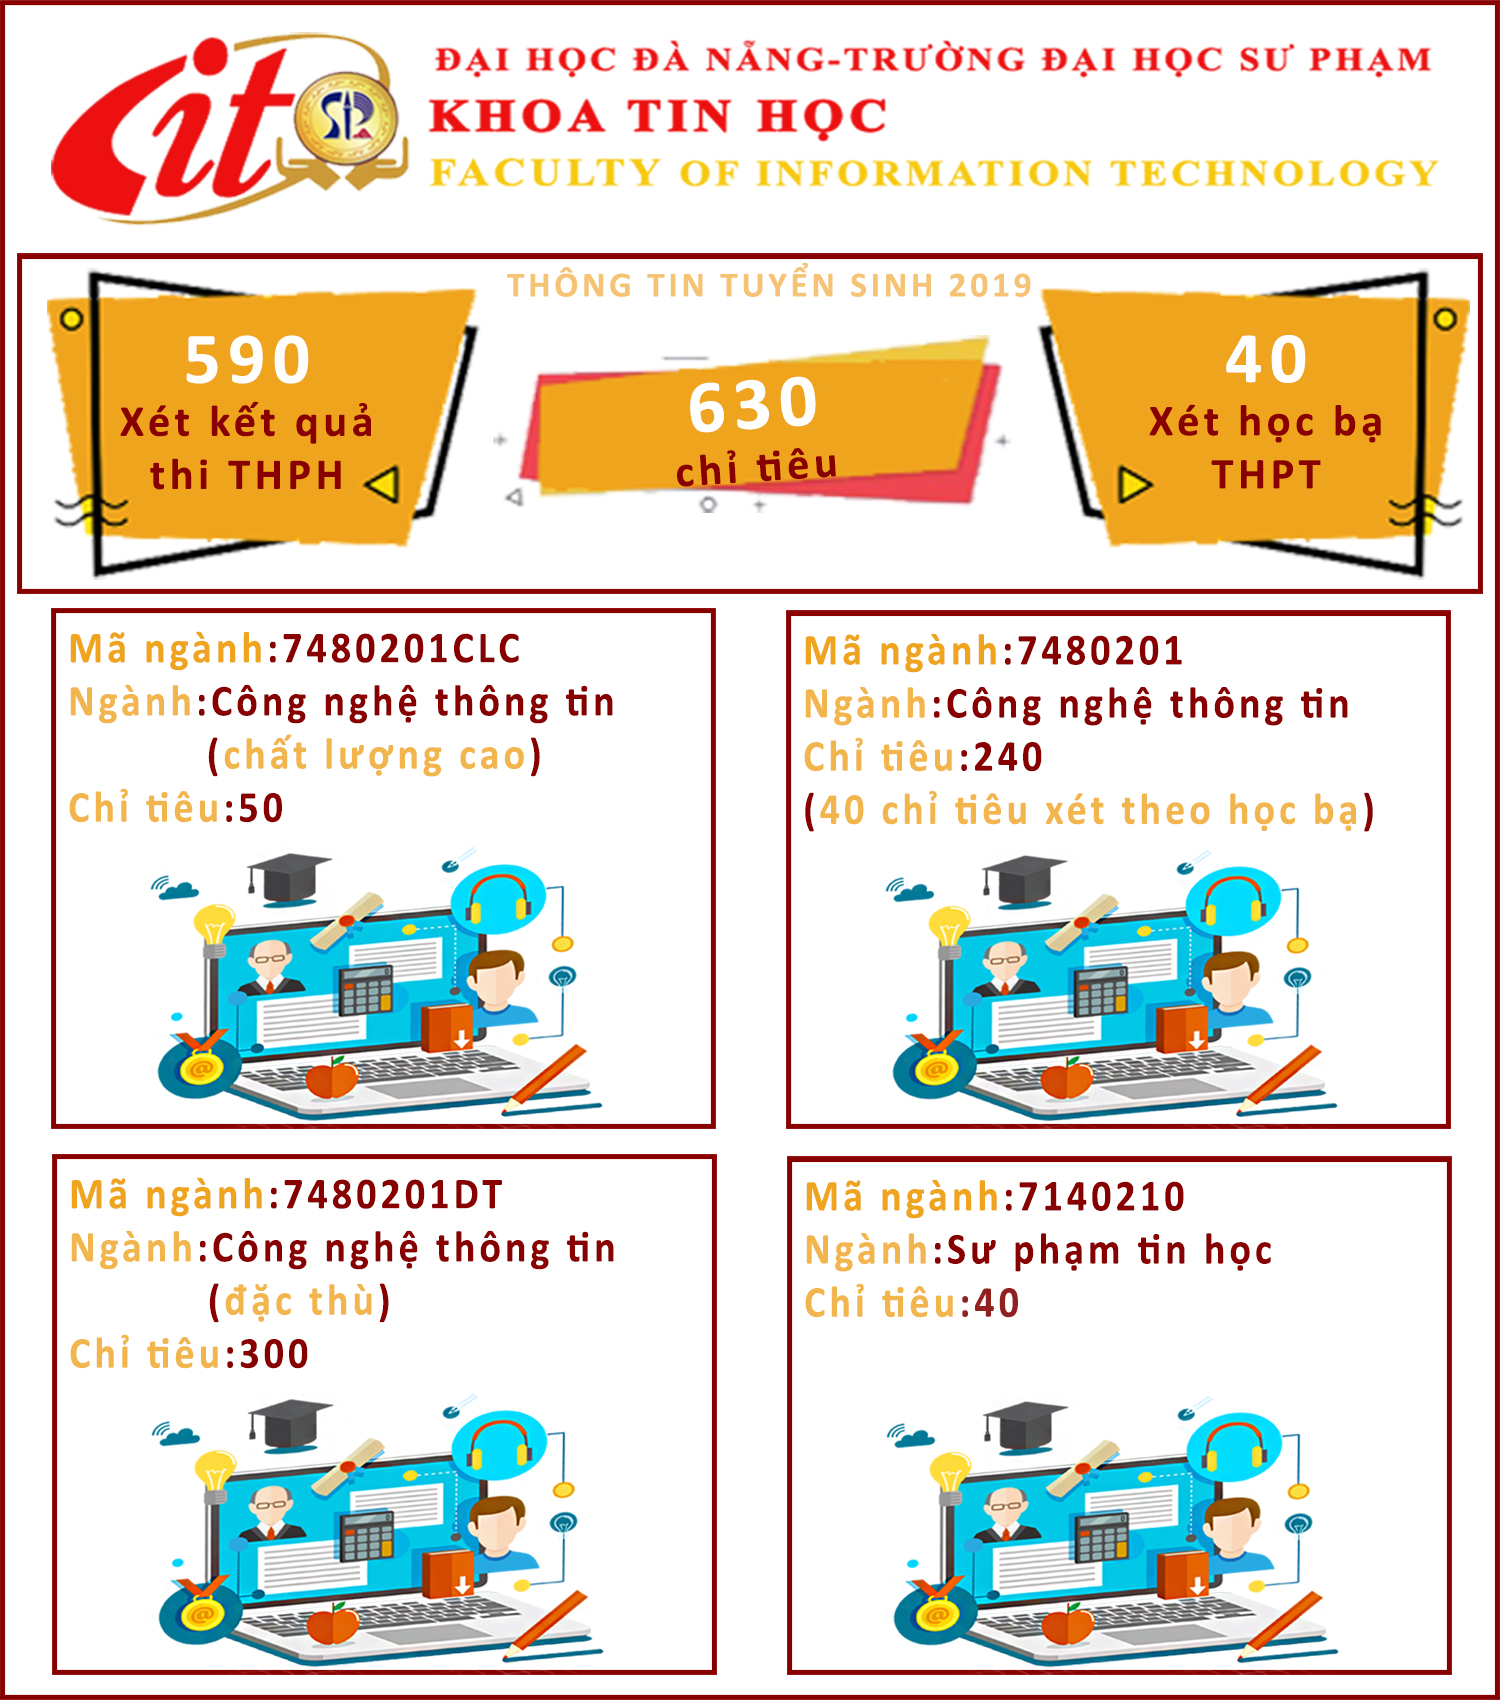 Cit
ĐẠI HỌC ĐÀ NẴNG-TRƯỜNG ĐẠI HỌC SƯ PHẠM
KHOA TIN HỌC
FACULTY OF INFORMATION TECHNOLOGY
THÔNG TIN TUYỂN SINH 2019
590
Xét kết quả
thi THPH
630
chỉ tiêu
40
Xét học bạ
THPT
Mã ngành:7480201CLC
Ngành:Công nghệ thông tin
(chất lượng cao)
Chỉ tiêu:50
Mã ngành:7480201
Ngành:Công nghệ thông tin
Chỉ tiêu:240
(40 chỉ tiêu xét theo học bạ)
Mã ngành:7480201DT
Ngành:Công nghệ thông tin
(đặc thù)
Chỉ tiêu:300
Mã ngành:7140210
Ngành:Sư phạm tin học
Chỉ tiêu:40